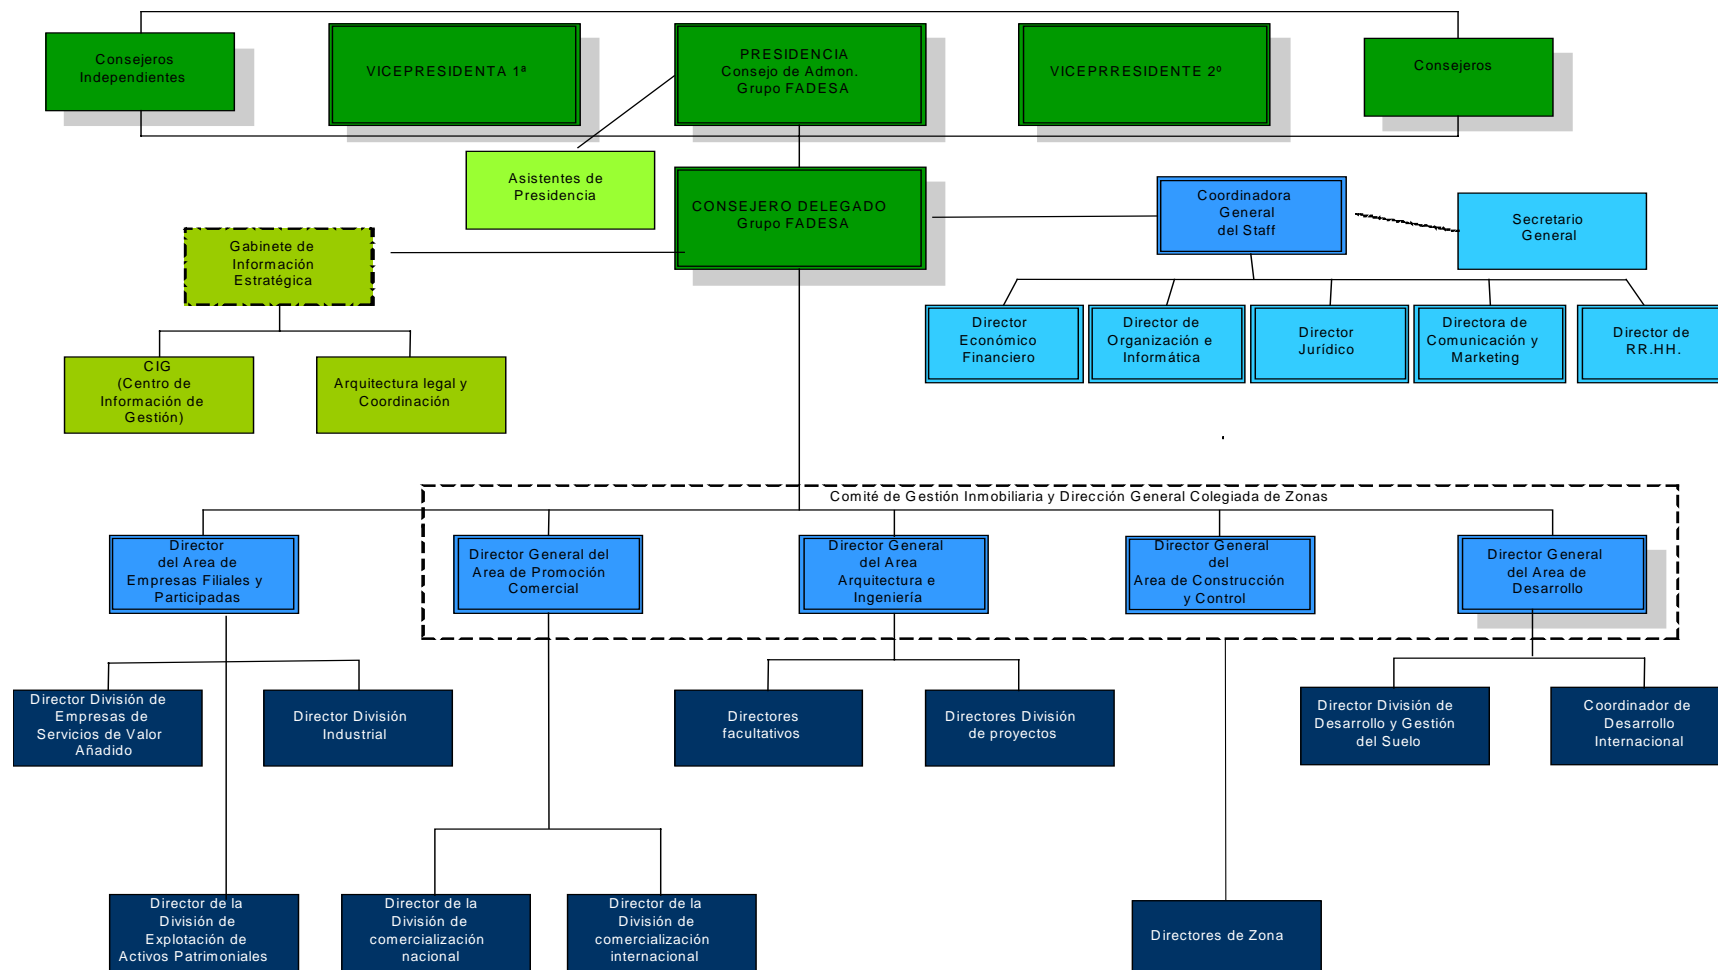 Consejeros
Independientes
VICEPRESIDENTA 1ª
PRESIDENCIA
Consejo de Admon.
Grupo FADESA
VICEPRRESIDENTE 2º
Consejeros
Asistentes de
Presidencia
CONSEJERO DELEGADO
Grupo FADESA
Coordinadora
General
del Staff
Secretario
General
Gabinete de
Información
Estratégica
Director
Económico
Financiero
Director de
Organización e
Informática
Director
Jurídico
Directora de
Comunicación y
Marketing
Director de
RR.HH.
CIG
(Centro de
Información de
Gestión)
Arquitectura legal y
Coordinación
Comité de Gestión Inmobiliaria y Dirección General Colegiada de Zonas
Director
del Area de
Empresas Filiales y
Participadas
Director General del
Area de Promoción
Comercial
Director General
del Area
Arquitectura e
Ingeniería
Director General
del
Area de Construcción
y Control
Director General
del Area de
Desarrollo
Director División de
Empresas de
Servicios de Valor
Añadido
Director División
Industrial
Directores
facultativos
Directores División
de proyectos
Director División de
Desarrollo y Gestión
del Suelo
Coordinador de
Desarrollo
Internacional
Director de la
División de
Explotación de
Activos Patrimoniales
Director de la
División de
comercialización
nacional
Director de la
División de
comercialización
internacional
Directores de Zona